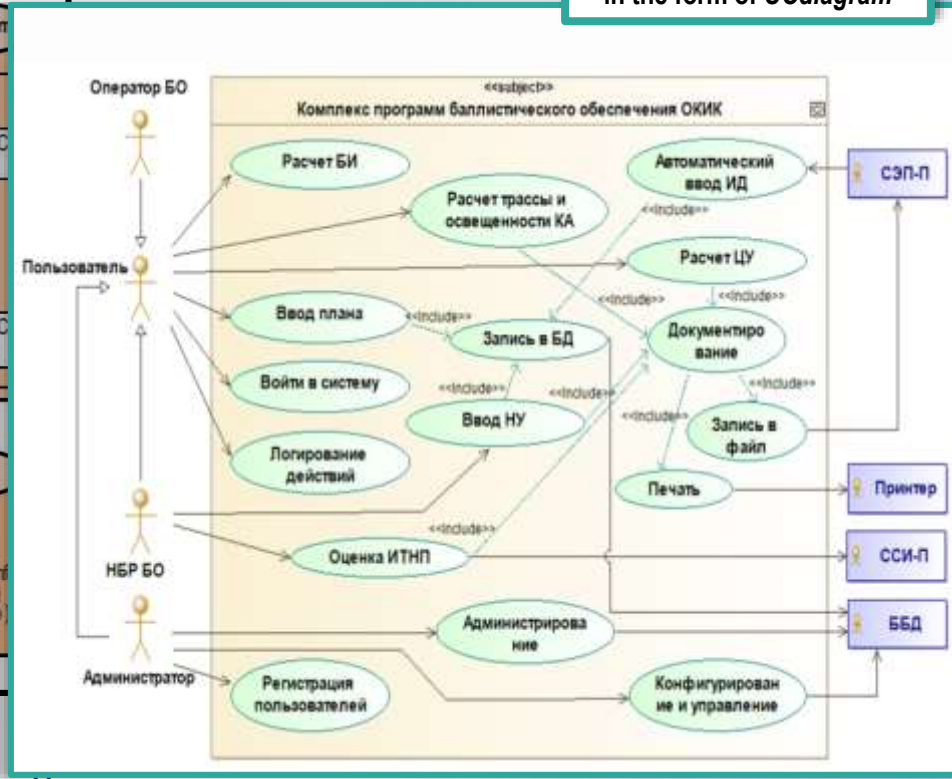 in the form of UCdiagram
Оператор БО
<<subject>>
Комплекс программ баллистического обеспечения ОКИК
Расчет БИ
Автоматический
ввод ИД
СЭП-П
Расчет трассы и
освещенности КА
<<Include>>
Пользователь
Расчет ЦУ
Ввод плана
<<Include>>
<<Include>>
<<Include>>
Запись в БД
Документиро
вание
Войти в систему
<<Include>>
<<Include>>
<<Include>>
Ввод НУ
<<Include>>
Запись в
файл
Логирование
действий
Печать
Принтер
<<Include>>
НБР БО
Оценка ИТНП
ССИ-П
Администрирова
ние
ББД
Администратор
Регистрация
пользователей
Конфигурирован
ие и управление